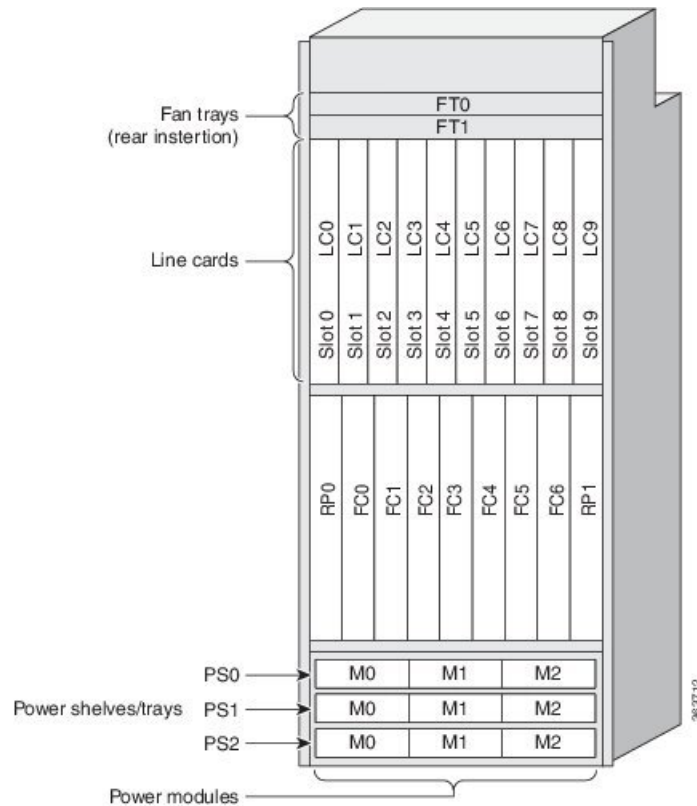 FT0
Fan trays
(rear instertion)
FT1
LC0 LC1 LC2 LC3 LC4 LC5 LC6 LC7 LC8 LC9
Line cards
Slot 0 Slot 1 Slot 2 Slot 3 Slot 4 Slot 5 Slot 6 Slot 7 Slot 8 Slot 9
RP0 FC0 FC1 FC2 FC3 FC4 FC5 FC6 RP1
PS0 M0 M1 M2
Power shelves/trays PS1 M0 M1 M2
PS2 M0 M1 M2
Power modules